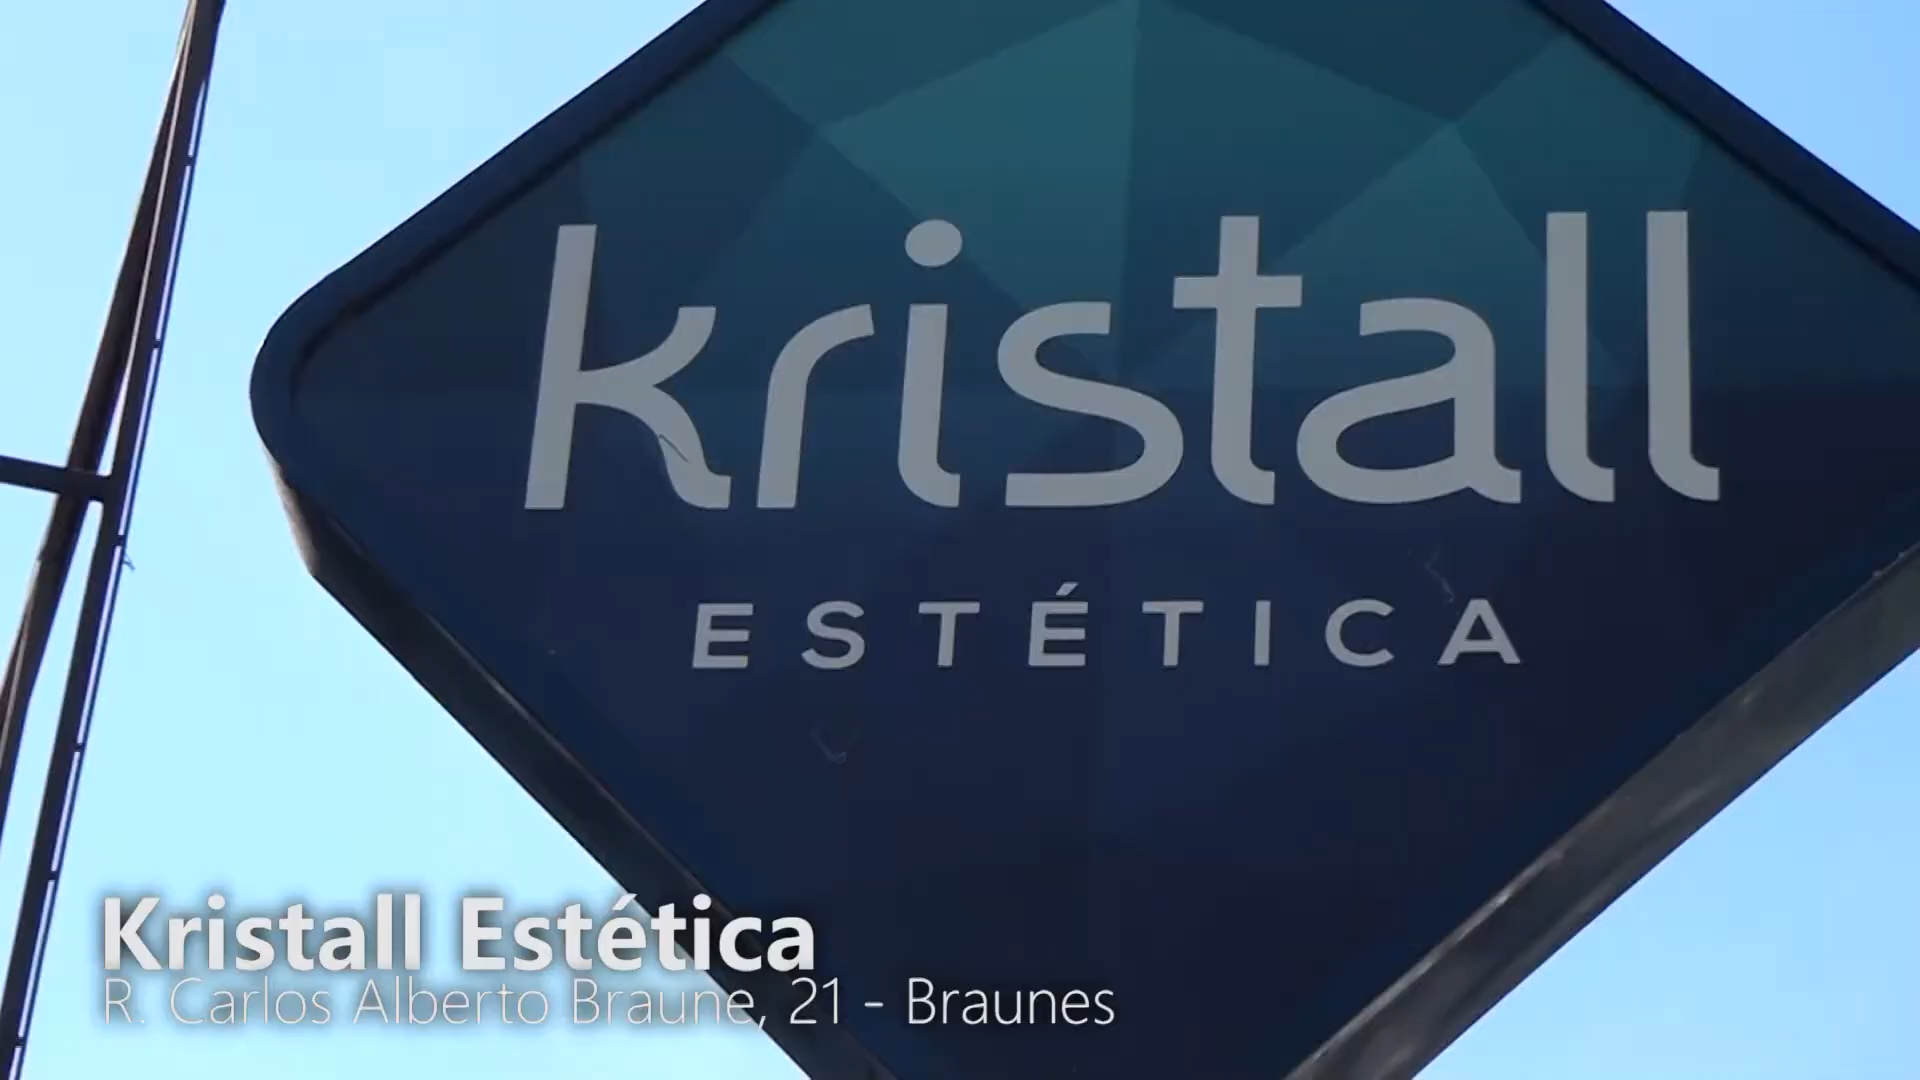 kristall
ESTÉTICA
Kristall Estética
R. Carlos Alberto Braune, 21 - Braunes